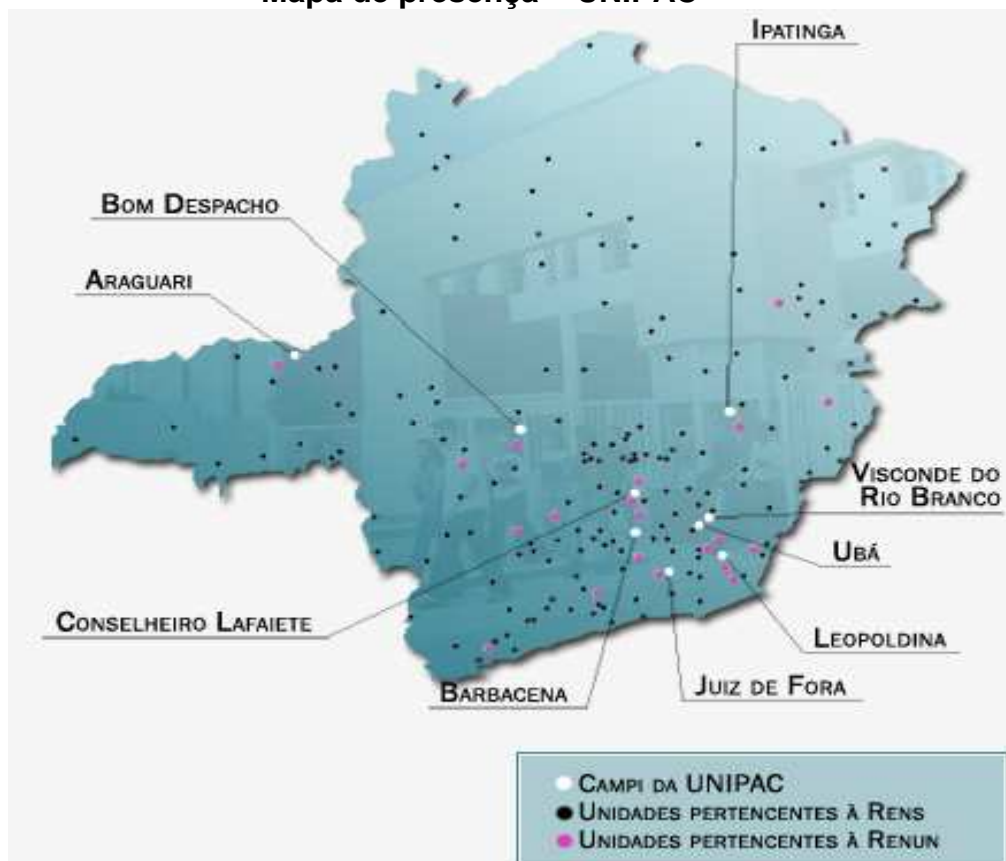 Mapa de presença – UNIPAC
IPATINGA
BOM DESPACHO
ARAGUARI
VISCONDE DO
RIO BRANCO
UBÁ
CONSELHEIRO LAFAIETE
LEOPOLDINA
BARBACENA
JUIZ DE FORA
CAMPI DA UNIPAC
UNIDADES PERTENCENTES À RENS
UNIDADES PERTENCENTES À RENUN